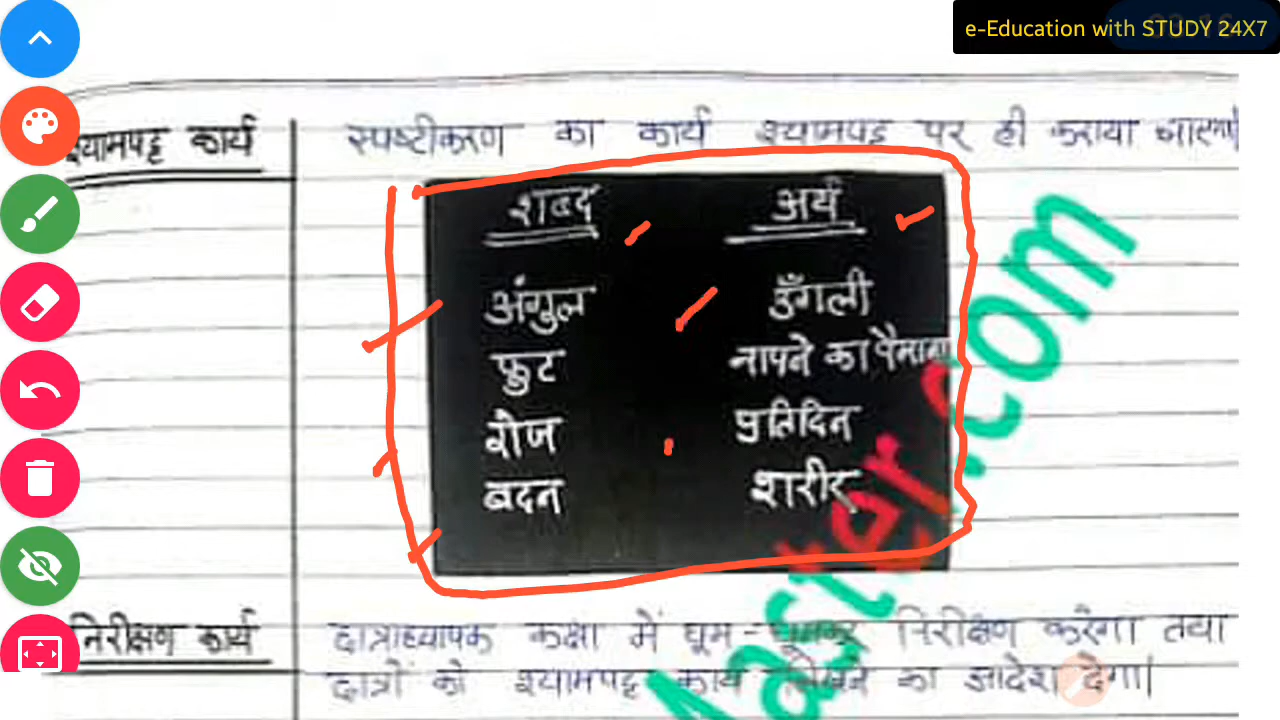 e-Education with STUDY 24X7
श्यामपट्ट कार्य
स्पष्टीकरण का कार्य श्यामपट्ट पर ही कराया जाएगा
शब्द अर्थ
अंगुल उँगली
फुट नापने का पैमाना
रोज प्रतिदिन
बदन शरीर
निरीक्षण कार्य
छात्राध्यापक कक्षा में घूम-घूमकर निरीक्षण करेगा तथा
छात्रों को श्यामपट्ट कार्य लिखने का आदेश देगा।
.com